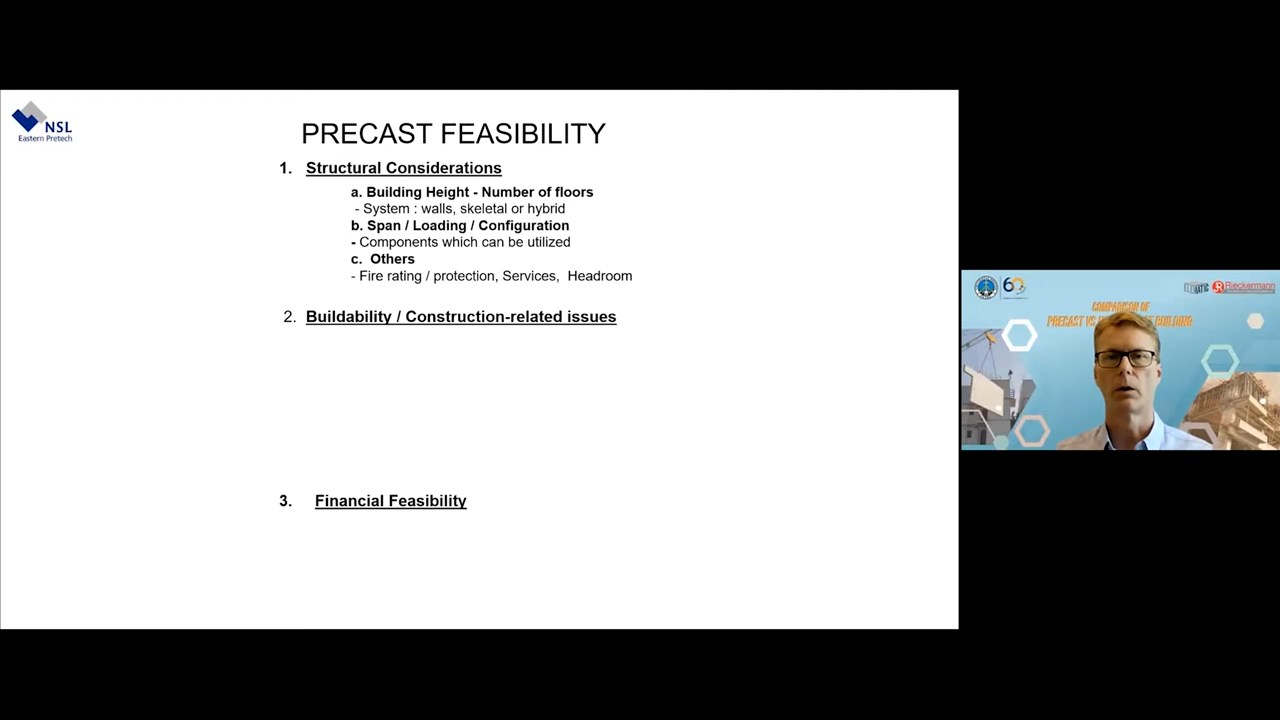 NSL
Eastern Pretech
PRECAST FEASIBILITY
1. Structural Considerations
a. Building Height - Number of floors
- System : walls, skeletal or hybrid
b. Span / Loading / Configuration
- Components which can be utilized
c. Others
- Fire rating / protection, Services, Headroom
2. Buildability / Construction-related issues
3. Financial Feasibility
60
ELEMATIC
Rieckermann
COMPARISON OF
PRECAST VS
BUILDING